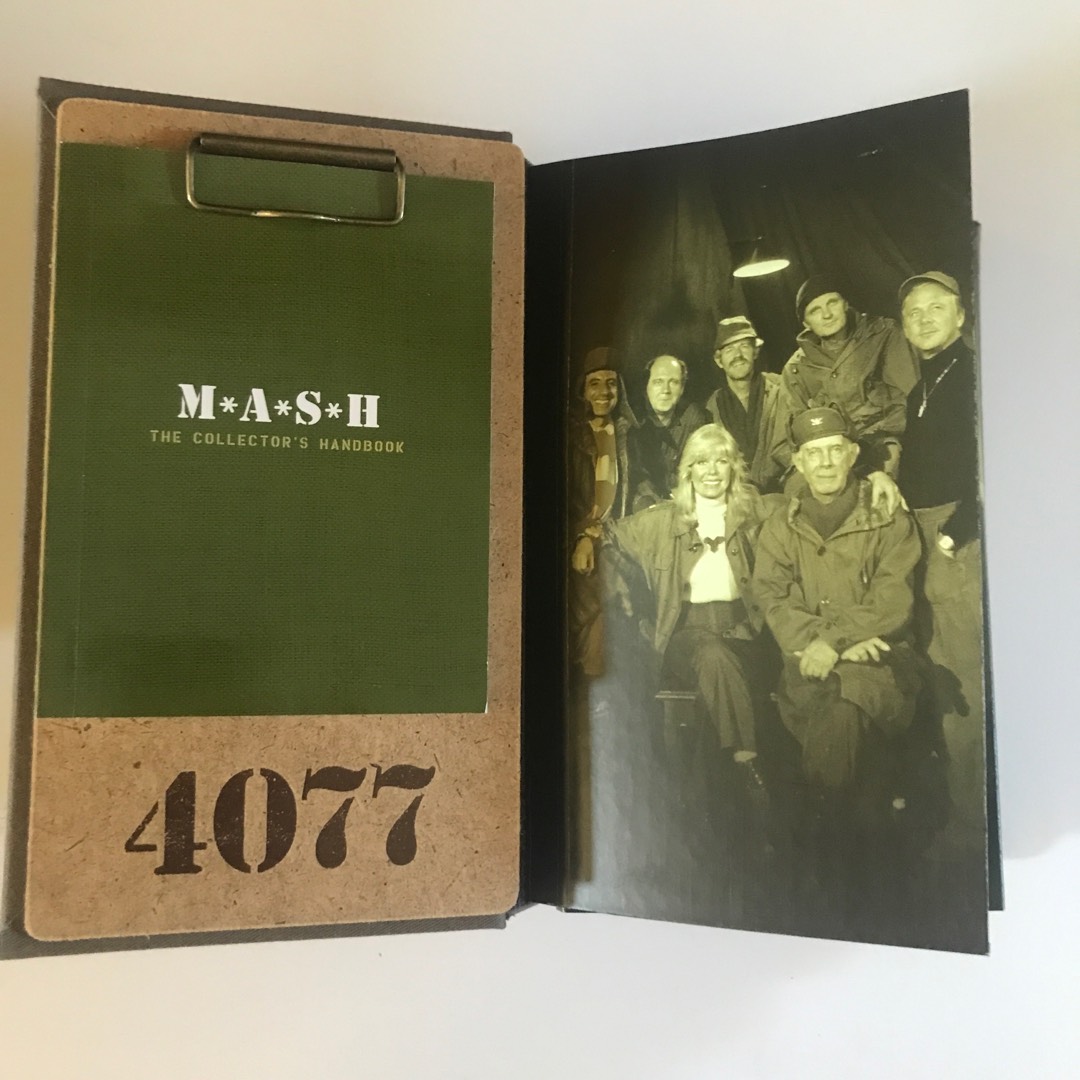 M*A*S*H
THE COLLECTOR'S HANDBOOK
4077